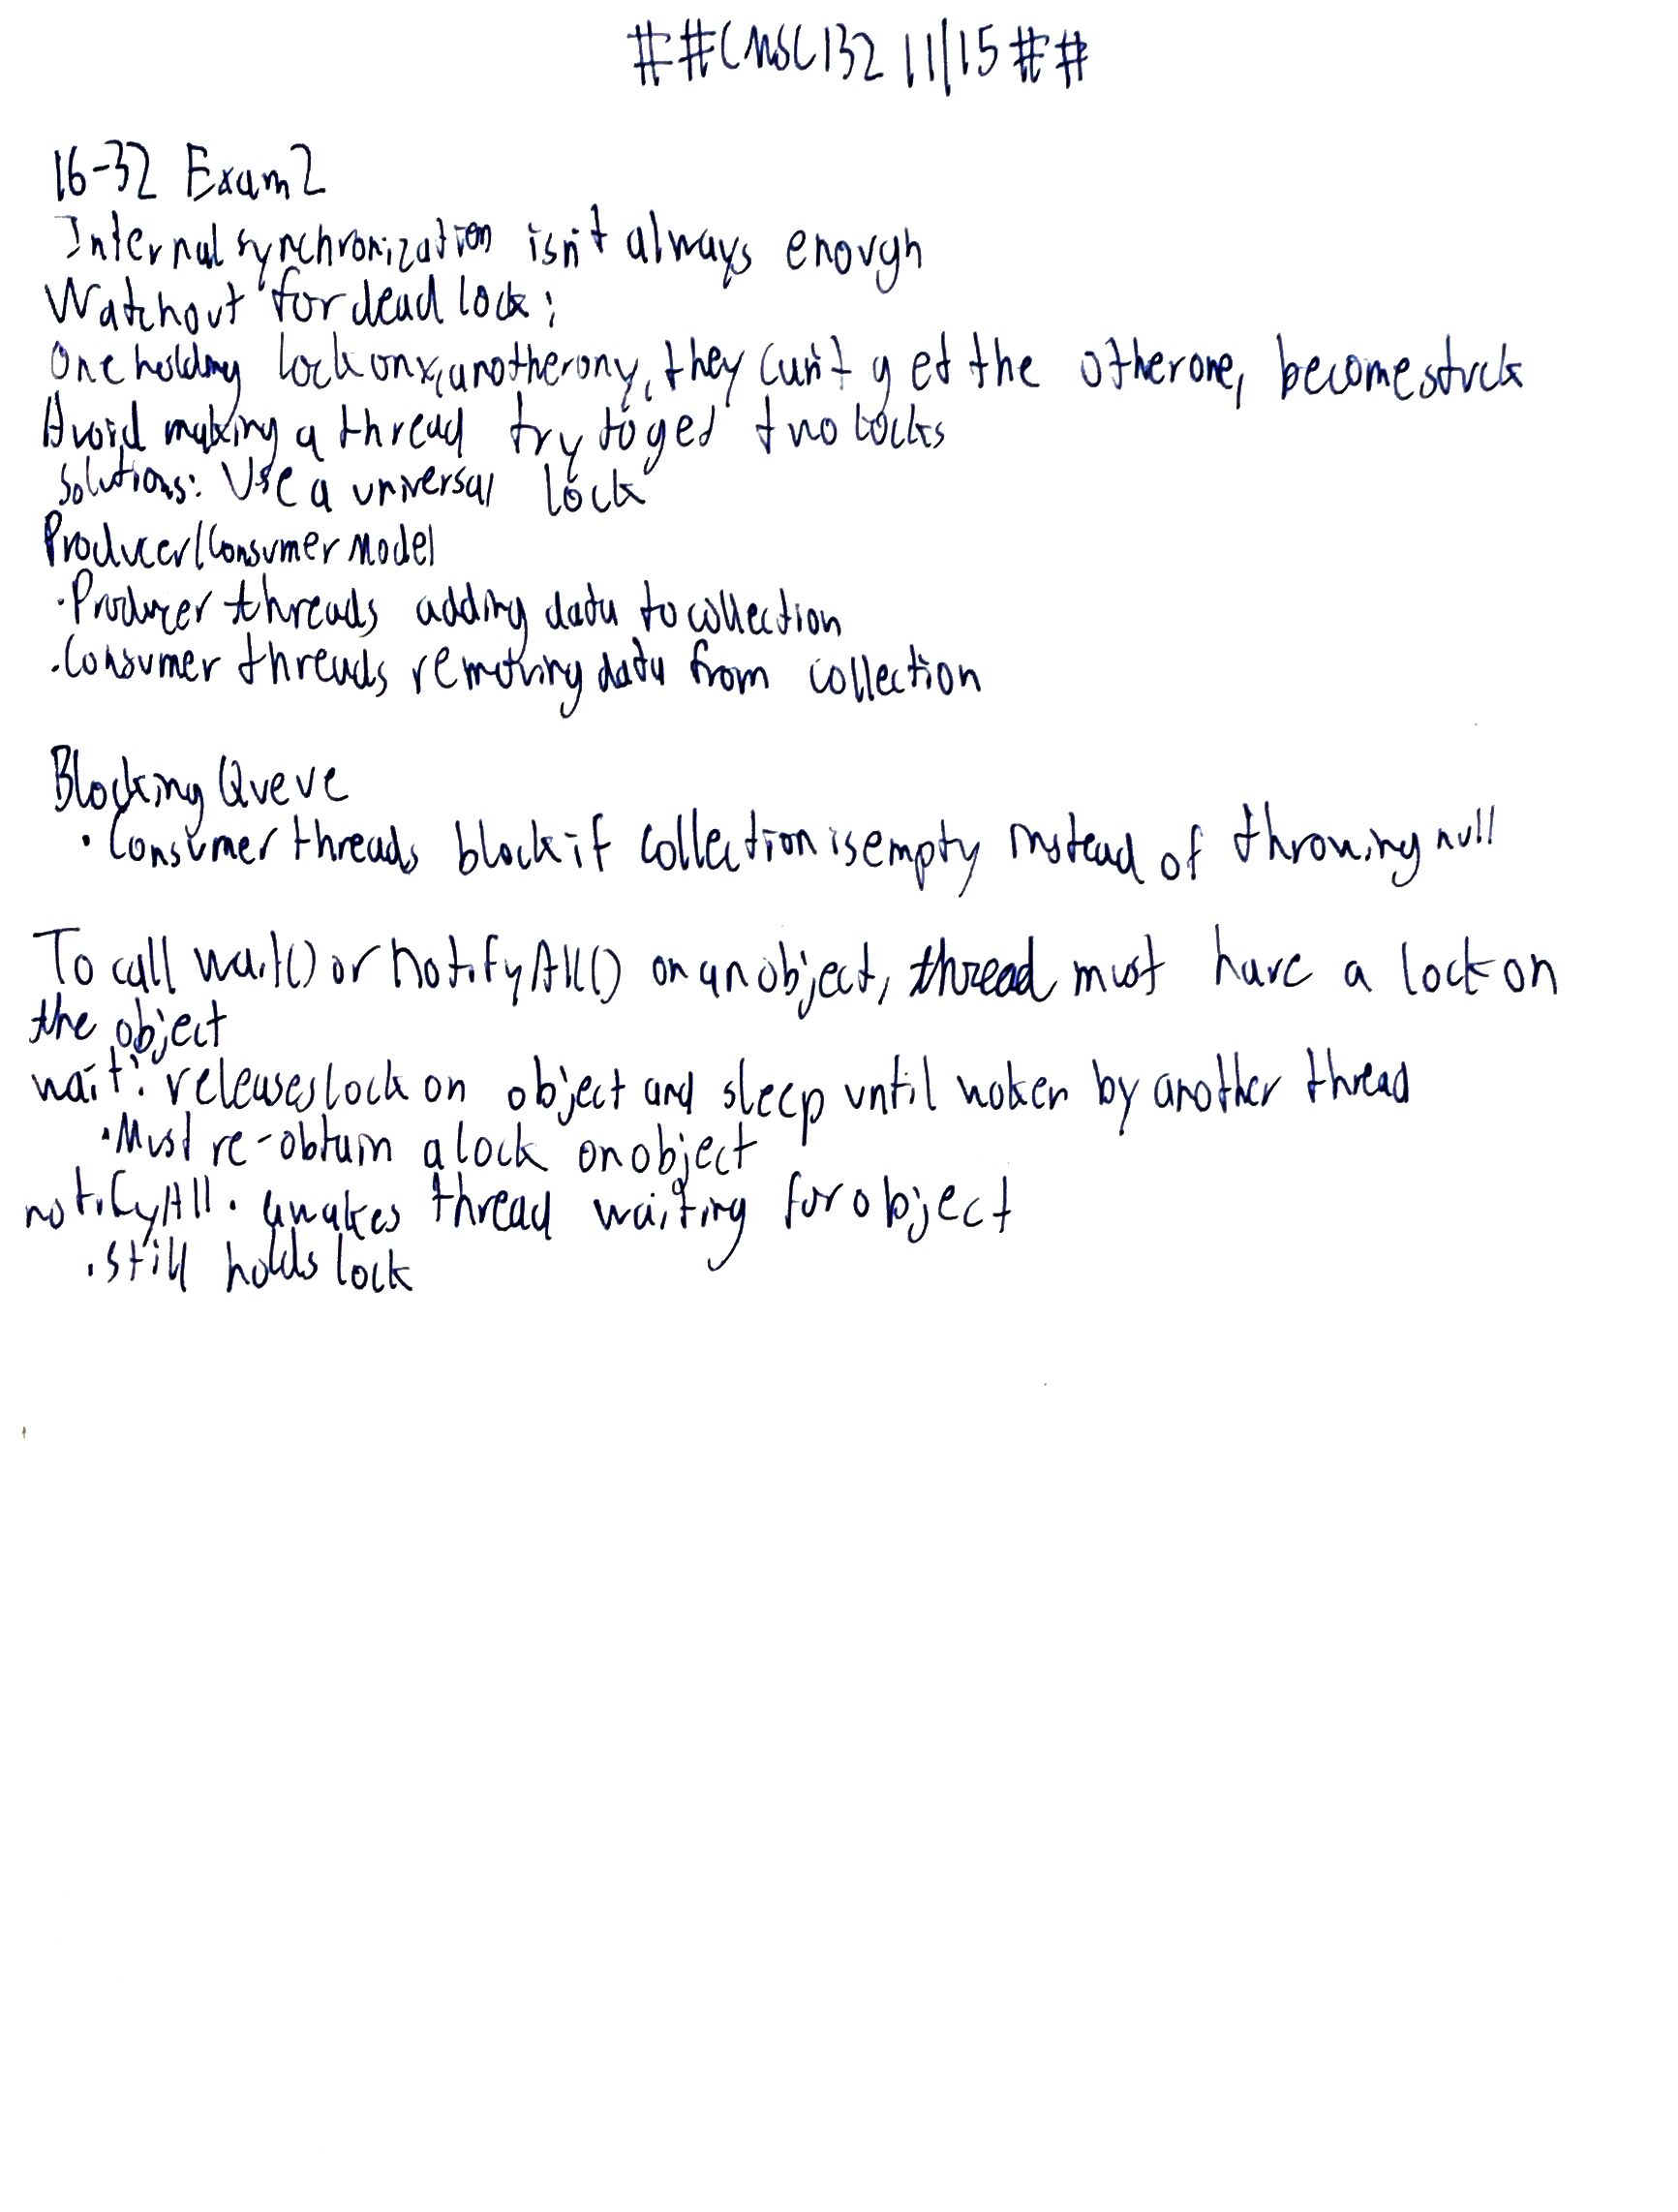 ##CMSC132 11/15##
16-32 Exam2
Internal synchronization isn't always enough
Watchout for dead lock:
One holding lock on x, another on y, they can't get the other one, become stuck
Avoid making a thread try to get two locks
Solutions: Use a universal lock
Producer/Consumer Model
·Producer threads adding data to collection
·Consumer threads removing data from collection
Blocking Queue
·Consumer threads block if collection is empty instead of throwing null
To call wait() or notifyAll() on an object, thread must have a lock on
the object
wait: releases lock on object and sleep until woken by another thread
·Must re-obtain a lock on object
notifyAll: awakes thread waiting for object
·still holds lock